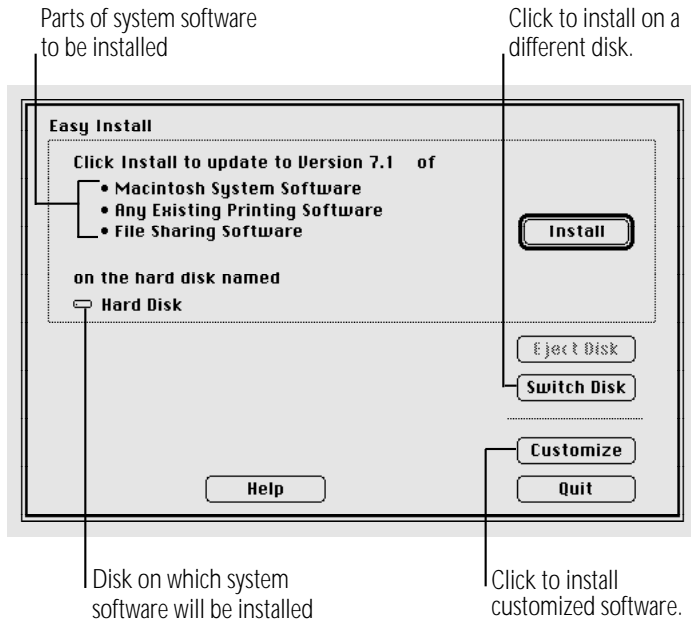 Parts of system software
to be installed
Click to install on a
different disk.
Easy Install
Click Install to update to Version 7.1 of
• Macintosh System Software
• Any Existing Printing Software
• File Sharing Software
Install
on the hard disk named
Hard Disk
Eject Disk
Switch Disk
Customize
Help
Quit
Disk on which system
software will be installed
Click to install
customized software.